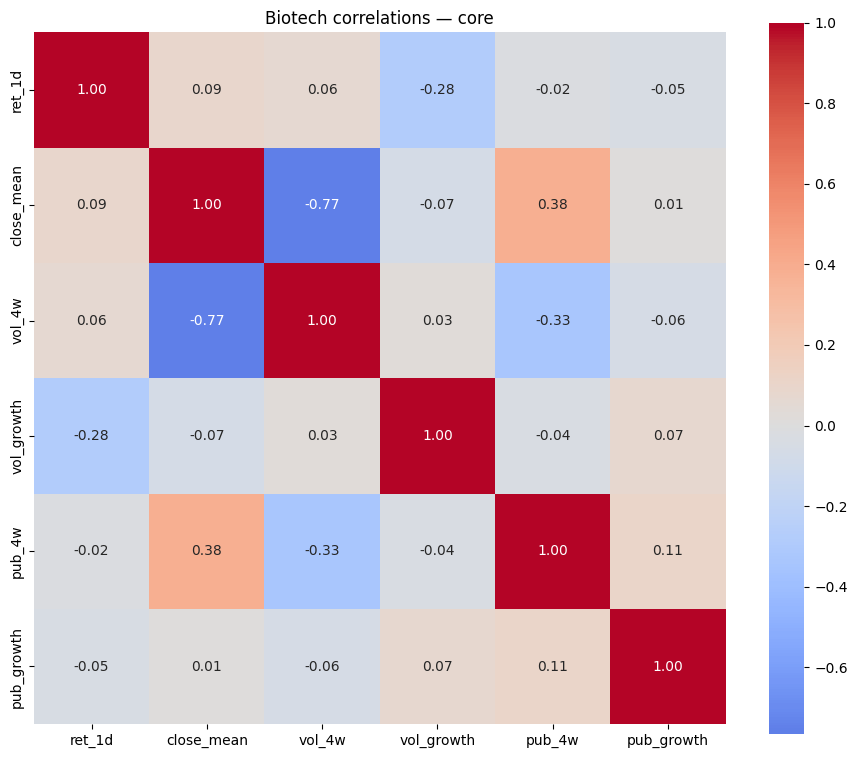 Biotech correlations — core
ret_1d 1.00 0.09 0.06 -0.28 -0.02 -0.05
close_mean 0.09 1.00 -0.77 -0.07 0.38 0.01
vol_4w 0.06 -0.77 1.00 0.03 -0.33 -0.06
vol_growth -0.28 -0.07 0.03 1.00 -0.04 0.07
pub_4w -0.02 0.38 -0.33 -0.04 1.00 0.11
pub_growth -0.05 0.01 -0.06 0.07 0.11 1.00
ret_1d close_mean vol_4w vol_growth pub_4w pub_growth
1.0
0.8
0.6
0.4
0.2
0.0
−0.2
−0.4
−0.6